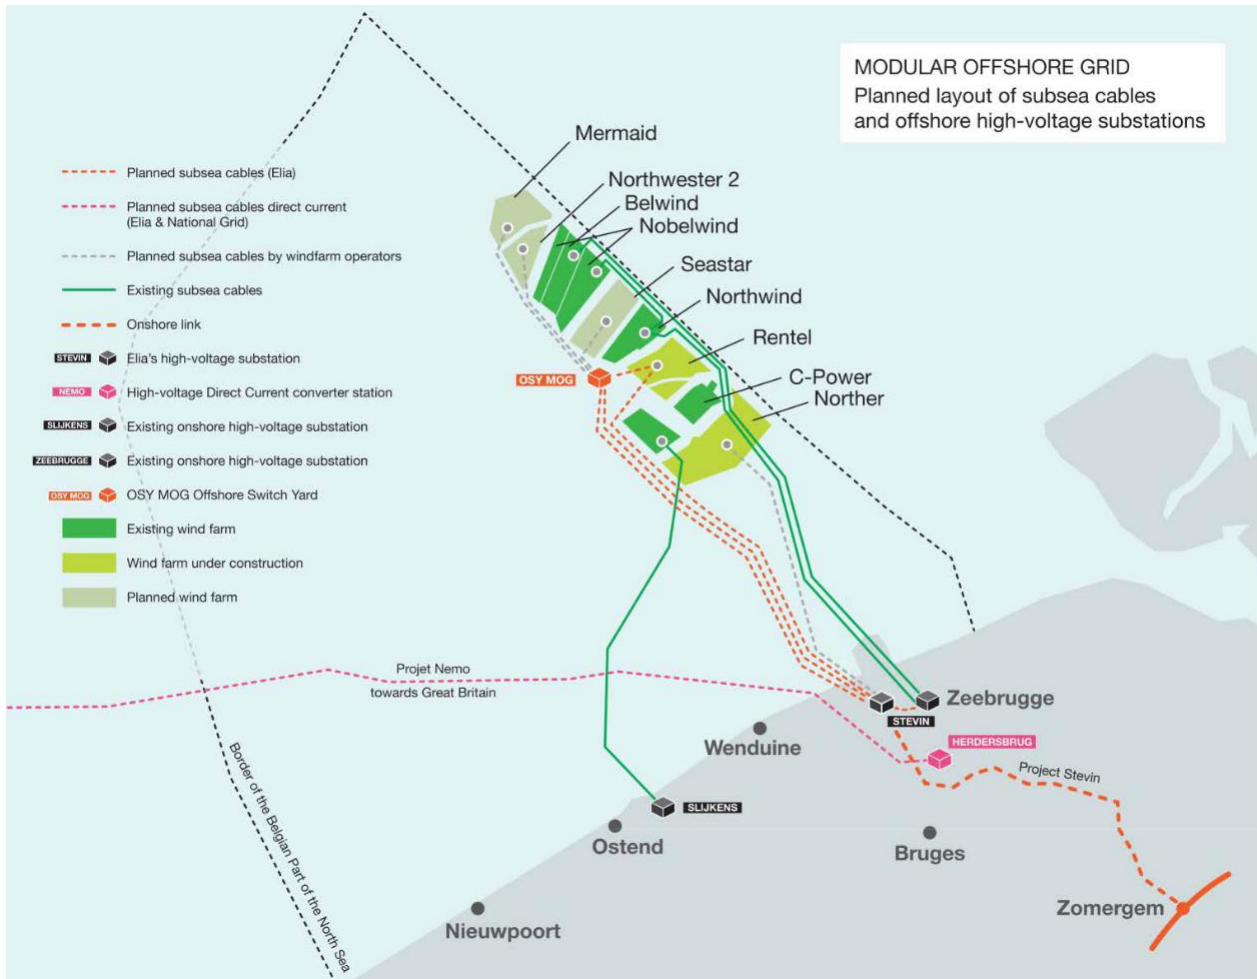 MODULAR OFFSHORE GRID
Planned layout of subsea cables
and offshore high-voltage substations
Mermaid
Northwester 2
Belwind
Nobelwind
Seastar
Northwind
Rentel
C-Power
Norther
OSY MOG
Planned subsea cables (Elia)
Planned subsea cables direct current
(Elia & National Grid)
Planned subsea cables by windfarm operators
Existing subsea cables
Onshore link
STEVIN Elia's high-voltage substation
NEMO High-voltage Direct Current converter station
SLIJKENS Existing onshore high-voltage substation
ZEEBRUGGE Existing onshore high-voltage substation
OSY MOG OSY MOG Offshore Switch Yard
Existing wind farm
Wind farm under construction
Planned wind farm
Projet Nemo
towards Great Britain
Border of the Belgian Part of the North Sea
Zeebrugge
STEVIN
HERDERSBRUG
Wenduine
Project Stevin
SLIJKENS
Ostend
Bruges
Zomergem
Nieuwpoort